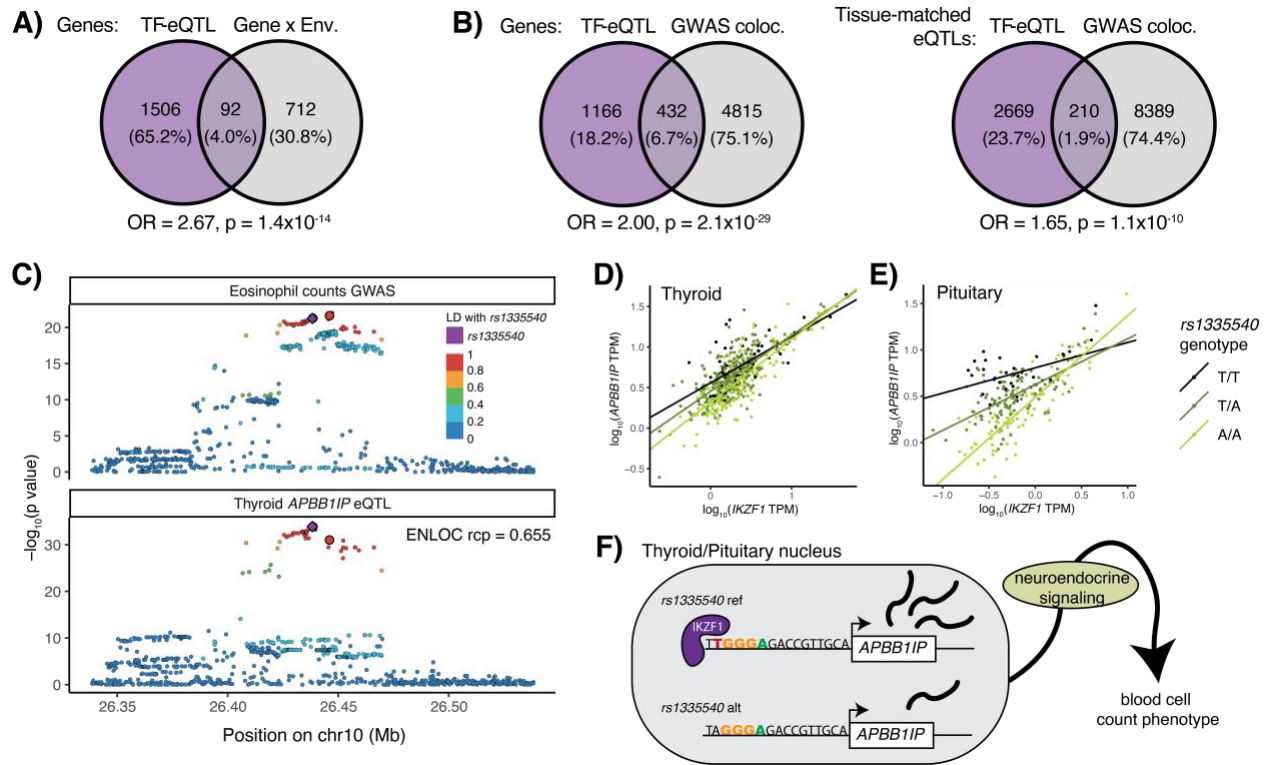 A) Genes: TF-eQTL Gene x Env.
1506 92 712
(65.2%) (4.0%) (30.8%)
OR = 2.67, p = 1.4x10⁻¹⁴
B) Genes: TF-eQTL GWAS coloc.
1166 432 4815
(18.2%) (6.7%) (75.1%)
OR = 2.00, p = 2.1x10⁻²⁹
Tissue-matched
eQTLs: TF-eQTL GWAS coloc.
2669 210 8389
(23.7%) (1.9%) (74.4%)
OR = 1.65, p = 1.1x10⁻¹⁰
C)
Eosinophil counts GWAS
LD with rs1335540
rs1335540
1
0.8
0.6
0.4
0.2
0
20
15
10
5
0
Thyroid APBB1IP eQTL
ENLOC rcp = 0.655
30
20
10
0
−log₁₀(p value)
26.35 26.40 26.45 26.50
Position on chr10 (Mb)
D) Thyroid
log₁₀(APBB1IP TPM)
1.5
1.0
0.5
0.0
−0.5
0 1
log₁₀(IKZF1 TPM)
E) Pituitary
log₁₀(APBB1IP TPM)
1.5
1.0
0.5
0.0
−1.0 −0.5 0.0 0.5 1.0
log₁₀(IKZF1 TPM)
rs1335540
genotype
T/T
T/A
A/A
F) Thyroid/Pituitary nucleus
rs1335540 ref
IKZF1
TTGGGAGACCGTTGCA
APBB1IP
rs1335540 alt
TAGGGAGACCGTTGCA
APBB1IP
neuroendocrine
signaling
blood cell
count phenotype